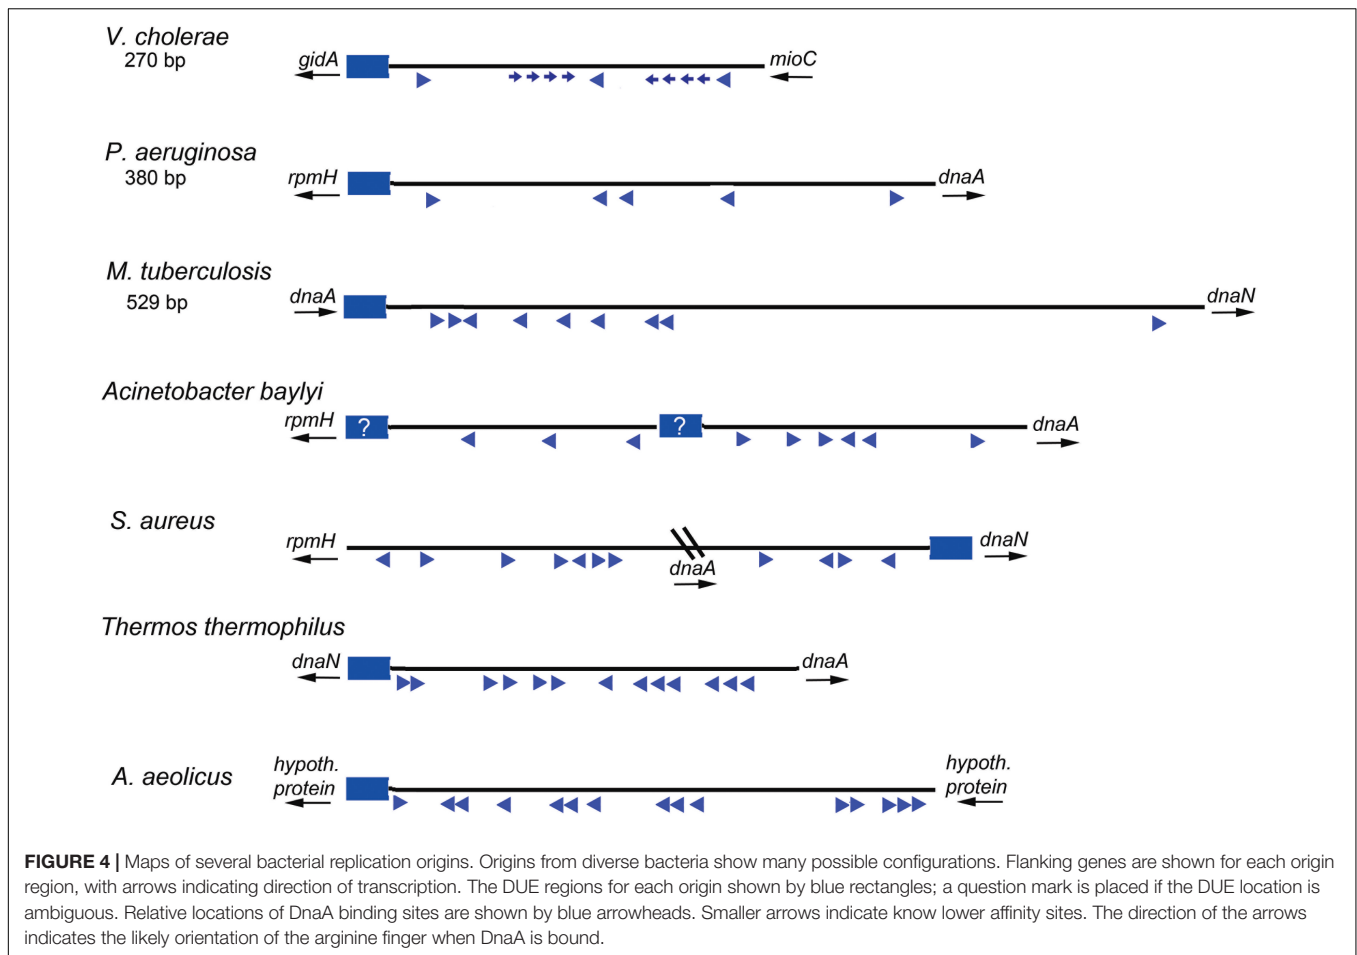 V. cholerae
270 bp
gidA
mioC
P. aeruginosa
380 bp
rpmH
dnaA
M. tuberculosis
529 bp
dnaA
dnaN
Acinetobacter baylyi
rpmH
?
?
dnaA
S. aureus
rpmH
dnaA
dnaN
Thermos thermophilus
dnaN
dnaA
A. aeolicus
hypoth.
protein
hypoth.
protein
FIGURE 4 | Maps of several bacterial replication origins. Origins from diverse bacteria show many possible configurations. Flanking genes are shown for each origin
region, with arrows indicating direction of transcription. The DUE regions for each origin shown by blue rectangles; a question mark is placed if the DUE location is
ambiguous. Relative locations of DnaA binding sites are shown by blue arrowheads. Smaller arrows indicate know lower affinity sites. The direction of the arrows
indicates the likely orientation of the arginine finger when DnaA is bound.